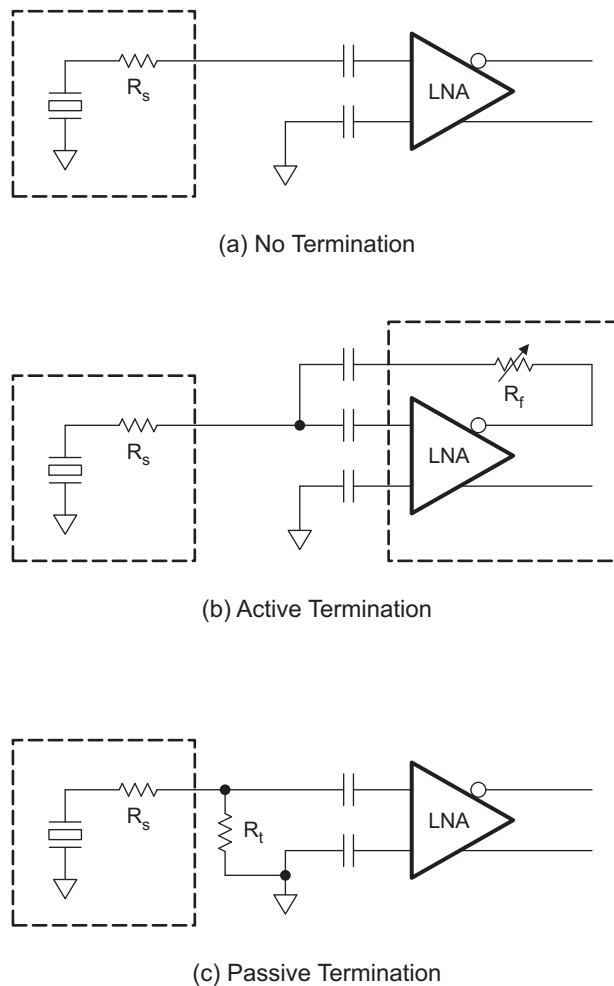 R_s
LNA
(a) No Termination
R_f
R_s
LNA
(b) Active Termination
R_s
R_t
LNA
(c) Passive Termination